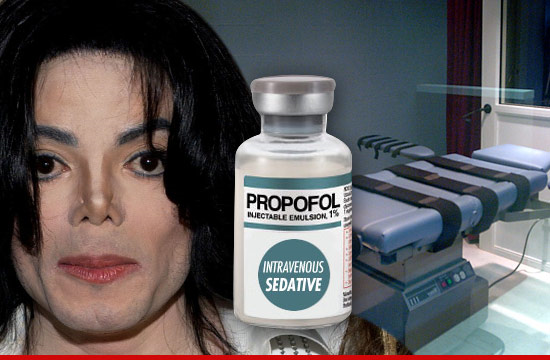 PROPOFOL
INJECTABLE EMULSION, 1%
INTRAVENOUS
SEDATIVE